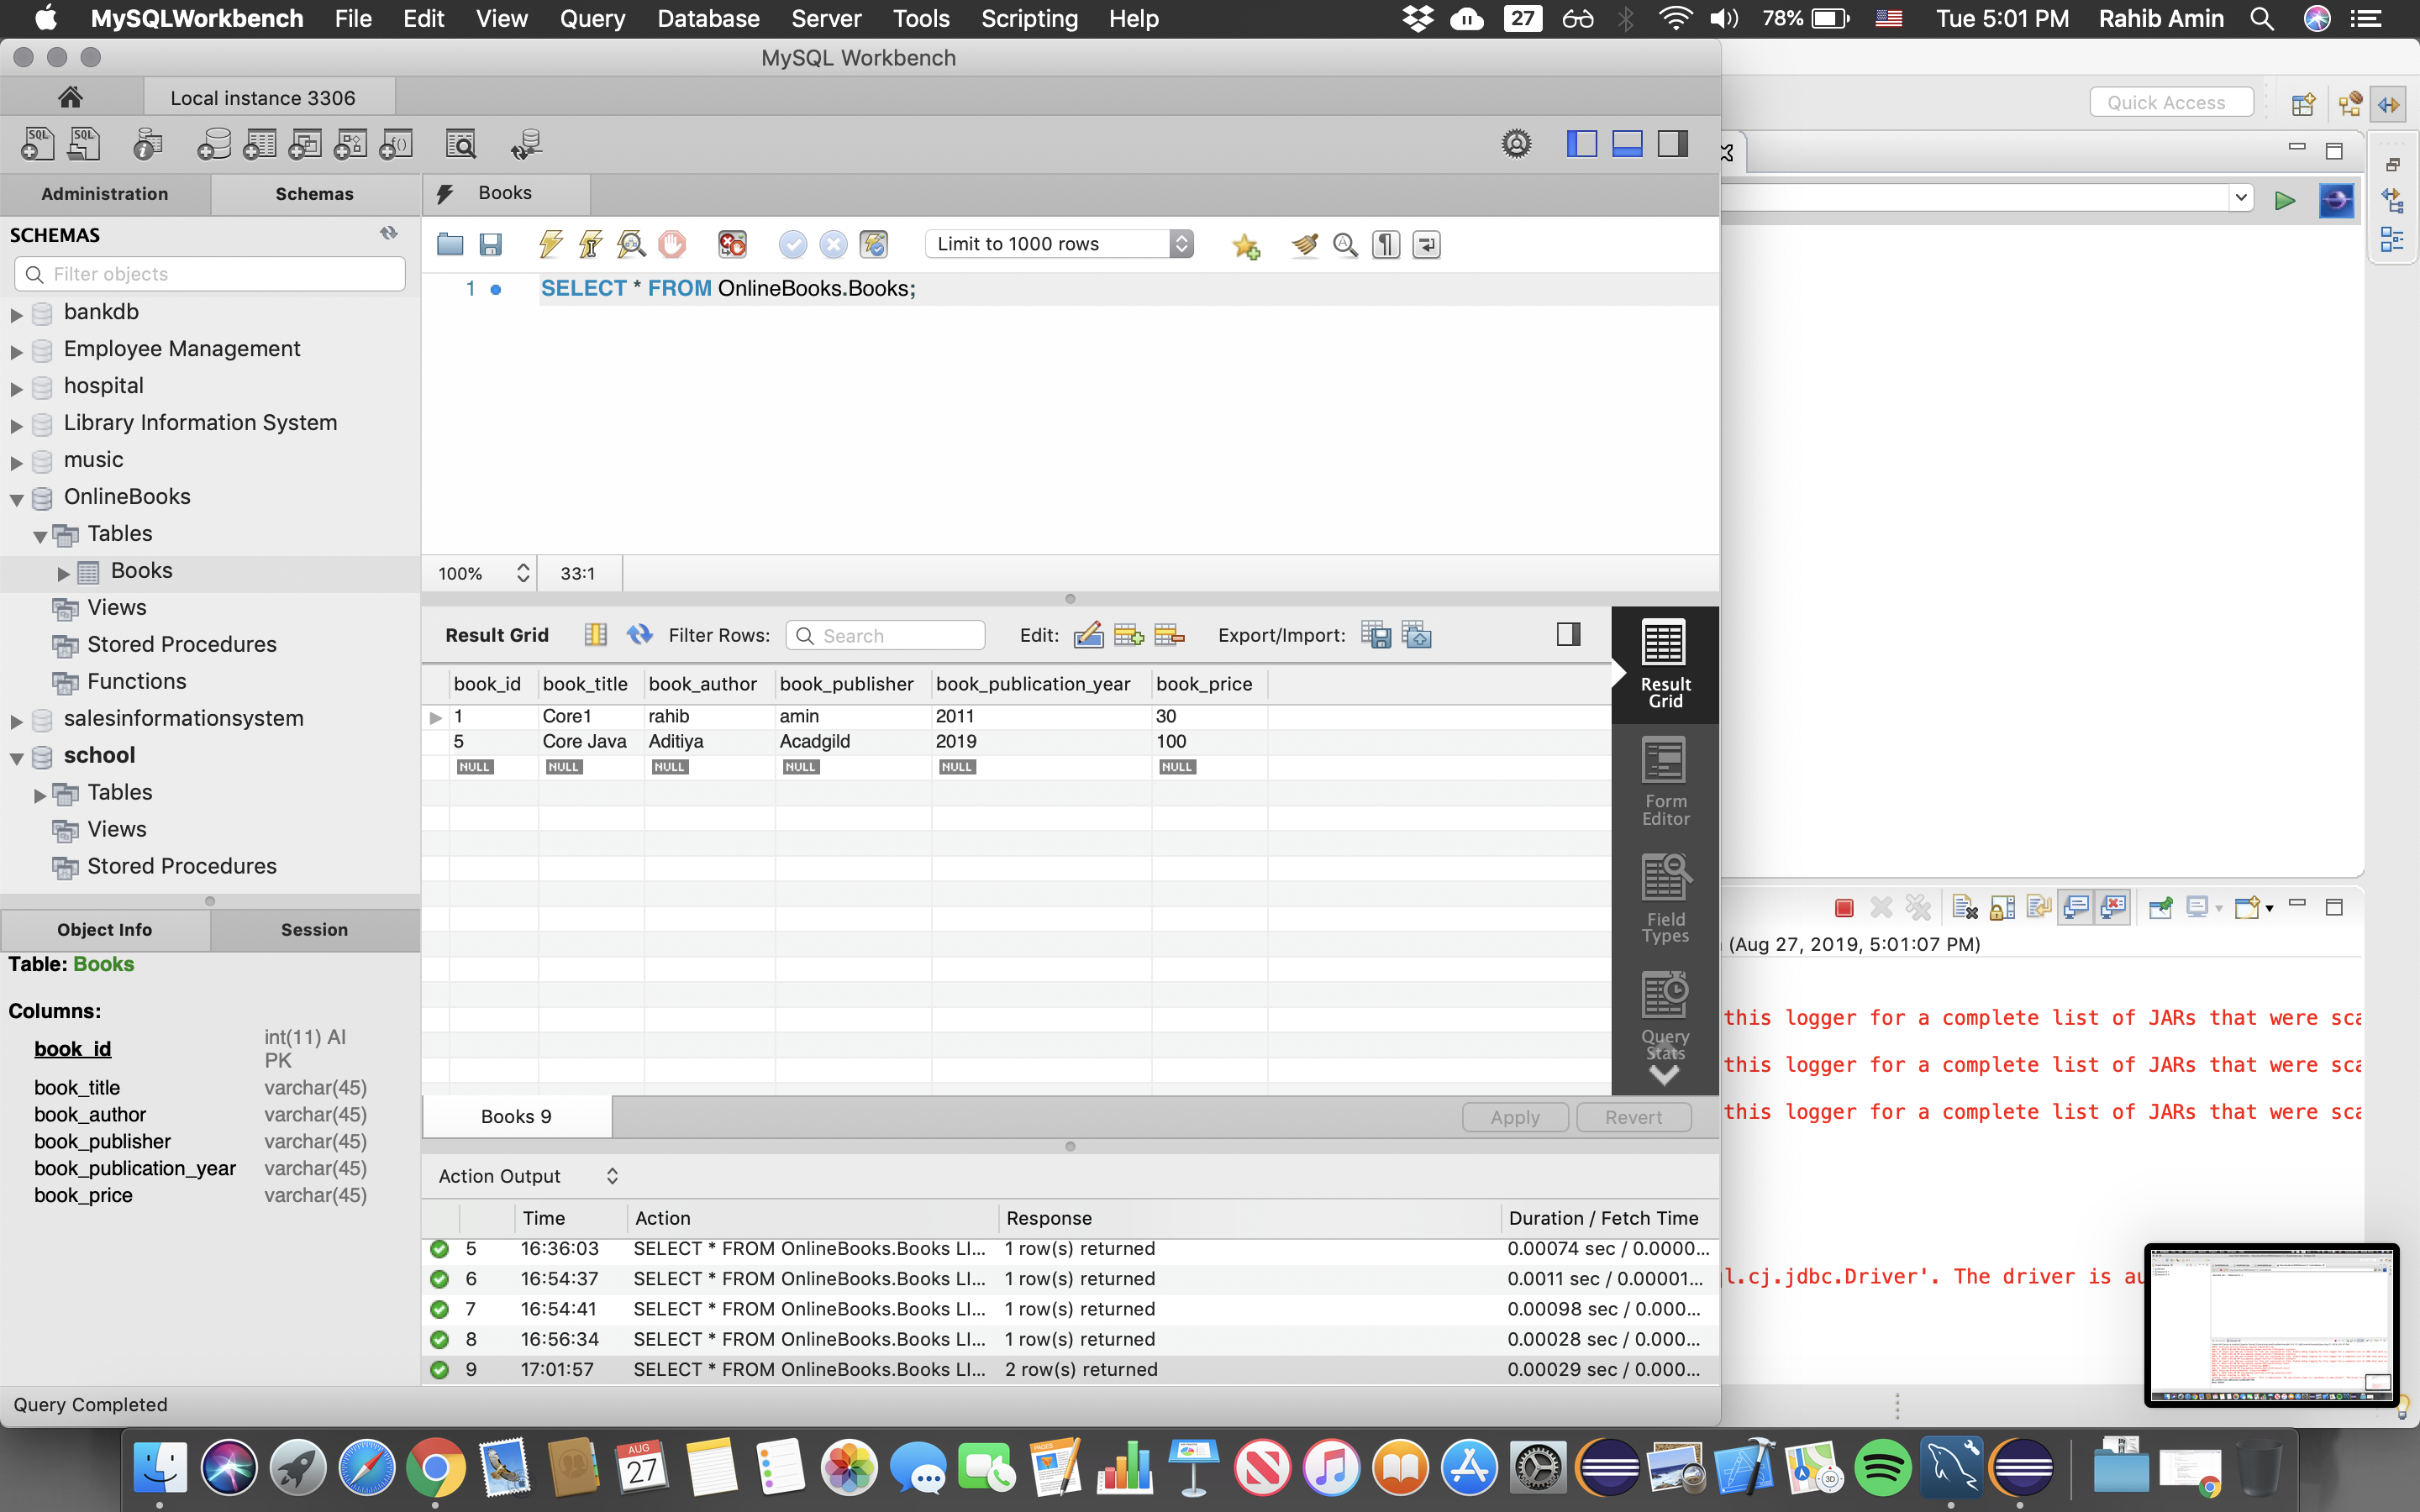 MySQLWorkbench File Edit View Query Database Server Tools Scripting Help 27 78% Tue 5:01 PM Rahib Amin
MySQL Workbench
Local instance 3306
Quick Access
SQL SQL
Administration Schemas Books
SCHEMAS
Filter objects
Limit to 1000 rows
1 SELECT * FROM OnlineBooks.Books;
bankdb
Employee Management
hospital
Library Information System
music
OnlineBooks
Tables
Books
Views
Stored Procedures
Functions
salesinformationsystem
school
Tables
Views
Stored Procedures
100% 33:1
Result Grid Filter Rows: Search Edit: Export/Import:
book_id book_title book_author book_publisher book_publication_year book_price
1 Core1 rahib amin 2011 30
5 Core Java Aditiya Acadgild 2019 100
NULL NULL NULL NULL NULL NULL
Result
Grid
Form
Editor
Field
Types
Query
Stats
Object Info Session
Table: Books
Columns:
book_id int(11) AI
PK
book_title varchar(45)
book_author varchar(45)
book_publisher varchar(45)
book_publication_year varchar(45)
book_price varchar(45)
Books 9 Apply Revert
Action Output
Time Action Response Duration / Fetch Time
5 16:36:03 SELECT * FROM OnlineBooks.Books LI... 1 row(s) returned 0.00074 sec / 0.0000...
6 16:54:37 SELECT * FROM OnlineBooks.Books LI... 1 row(s) returned 0.0011 sec / 0.00001...
7 16:54:41 SELECT * FROM OnlineBooks.Books LI... 1 row(s) returned 0.00098 sec / 0.000...
8 16:56:34 SELECT * FROM OnlineBooks.Books LI... 1 row(s) returned 0.00028 sec / 0.000...
9 17:01:57 SELECT * FROM OnlineBooks.Books LI... 2 row(s) returned 0.00029 sec / 0.000...
Query Completed
(Aug 27, 2019, 5:01:07 PM)
this logger for a complete list of JARs that were sca
this logger for a complete list of JARs that were sca
this logger for a complete list of JARs that were sca
l.cj.jdbc.Driver'. The driver is au
AUG
27
PAGES
3D